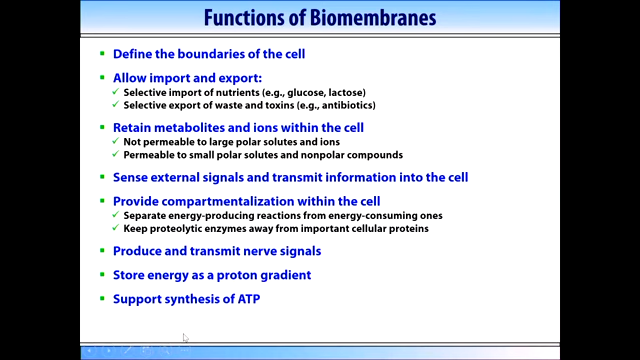 Functions of Biomembranes
Define the boundaries of the cell
Allow import and export:
Selective import of nutrients (e.g., glucose, lactose)
Selective export of waste and toxins (e.g., antibiotics)
Retain metabolites and ions within the cell
Not permeable to large polar solutes and ions
Permeable to small polar solutes and nonpolar compounds
Sense external signals and transmit information into the cell
Provide compartmentalization within the cell
Separate energy-producing reactions from energy-consuming ones
Keep proteolytic enzymes away from important cellular proteins
Produce and transmit nerve signals
Store energy as a proton gradient
Support synthesis of ATP